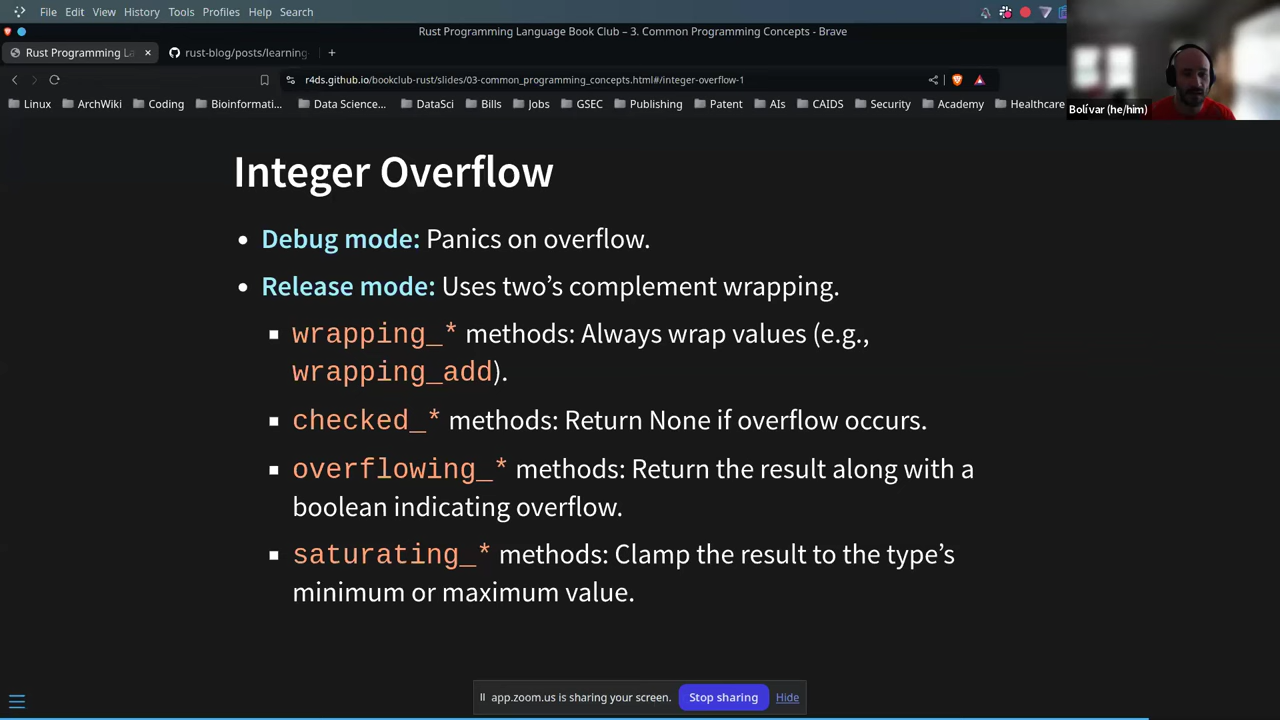 File Edit View History Tools Profiles Help Search
Rust Programming Language Book Club – 3. Common Programming Concepts - Brave
Rust Programming La
rust-blog/posts/learning
r4ds.github.io/bookclub-rust/slides/03-common_programming_concepts.html#/integer-overflow-1
Linux ArchWiki Coding Bioinformati... Data Science... DataSci Bills Jobs GSEC Publishing Patent AIs CAIDS Security Academy Healthcare
Bolívar (he/him)
Integer Overflow
• Debug mode: Panics on overflow.
• Release mode: Uses two’s complement wrapping.
▪ wrapping_* methods: Always wrap values (e.g.,
wrapping_add).
▪ checked_* methods: Return None if overflow occurs.
▪ overflowing_* methods: Return the result along with a
boolean indicating overflow.
▪ saturating_* methods: Clamp the result to the type’s
minimum or maximum value.
app.zoom.us is sharing your screen. Stop sharing Hide